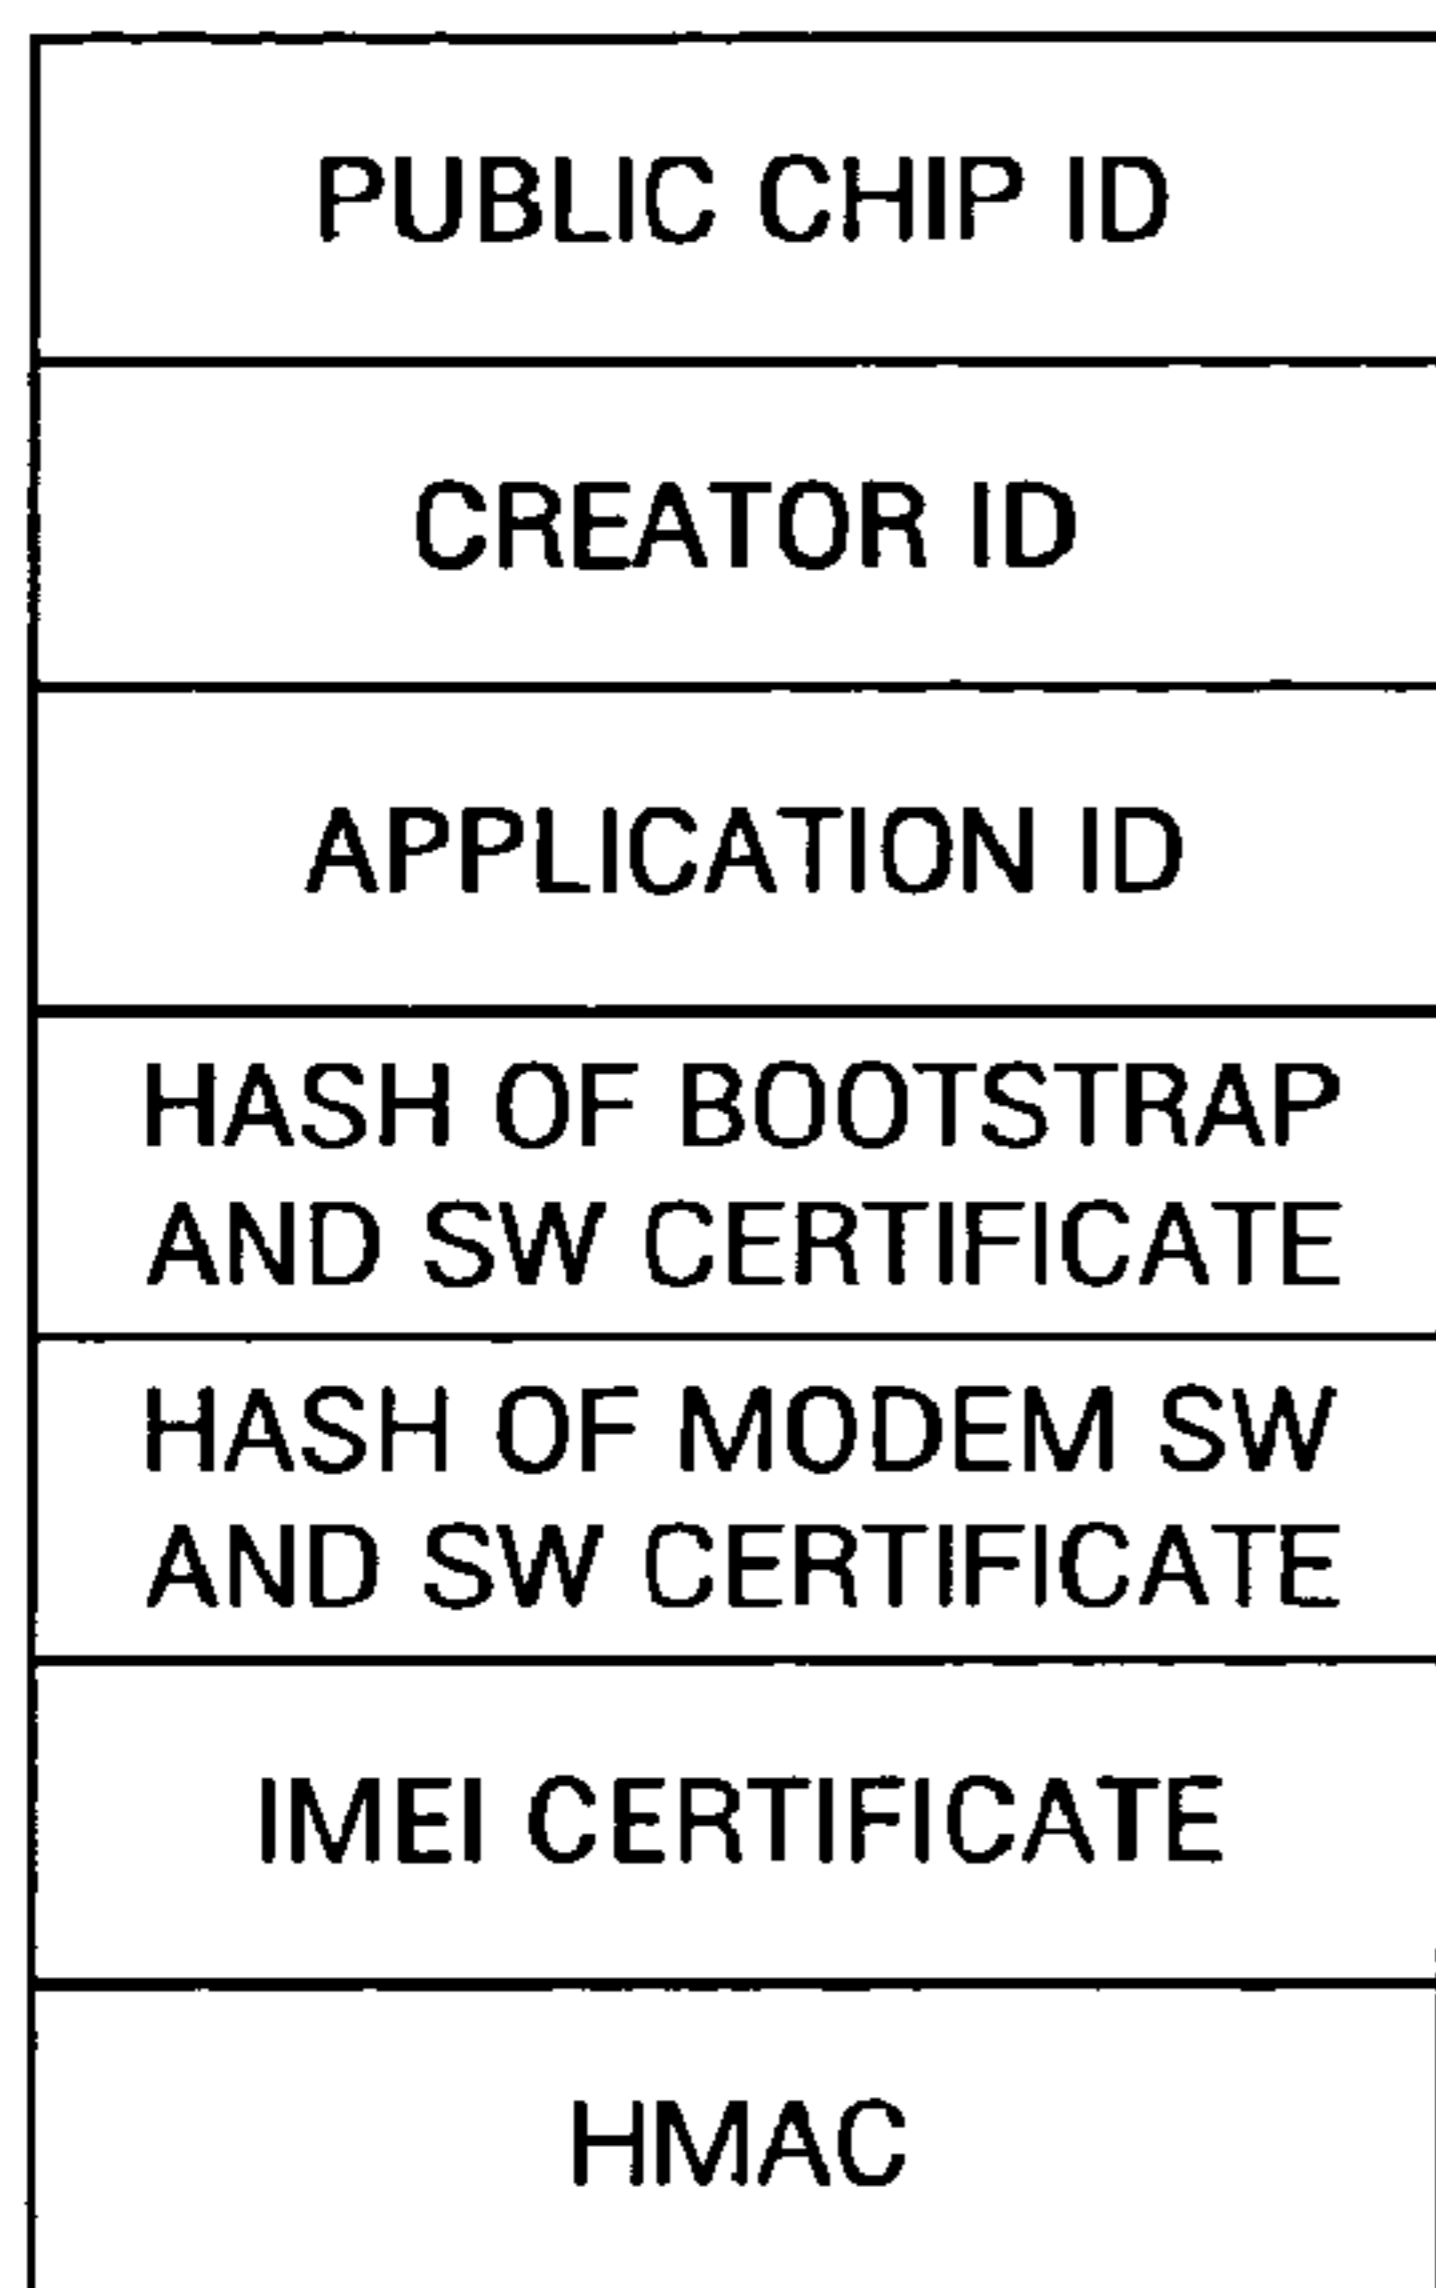 PUBLIC CHIP ID
CREATOR ID
APPLICATION ID
HASH OF BOOTSTRAP
AND SW CERTIFICATE
HASH OF MODEM SW
AND SW CERTIFICATE
IMEI CERTIFICATE
HMAC